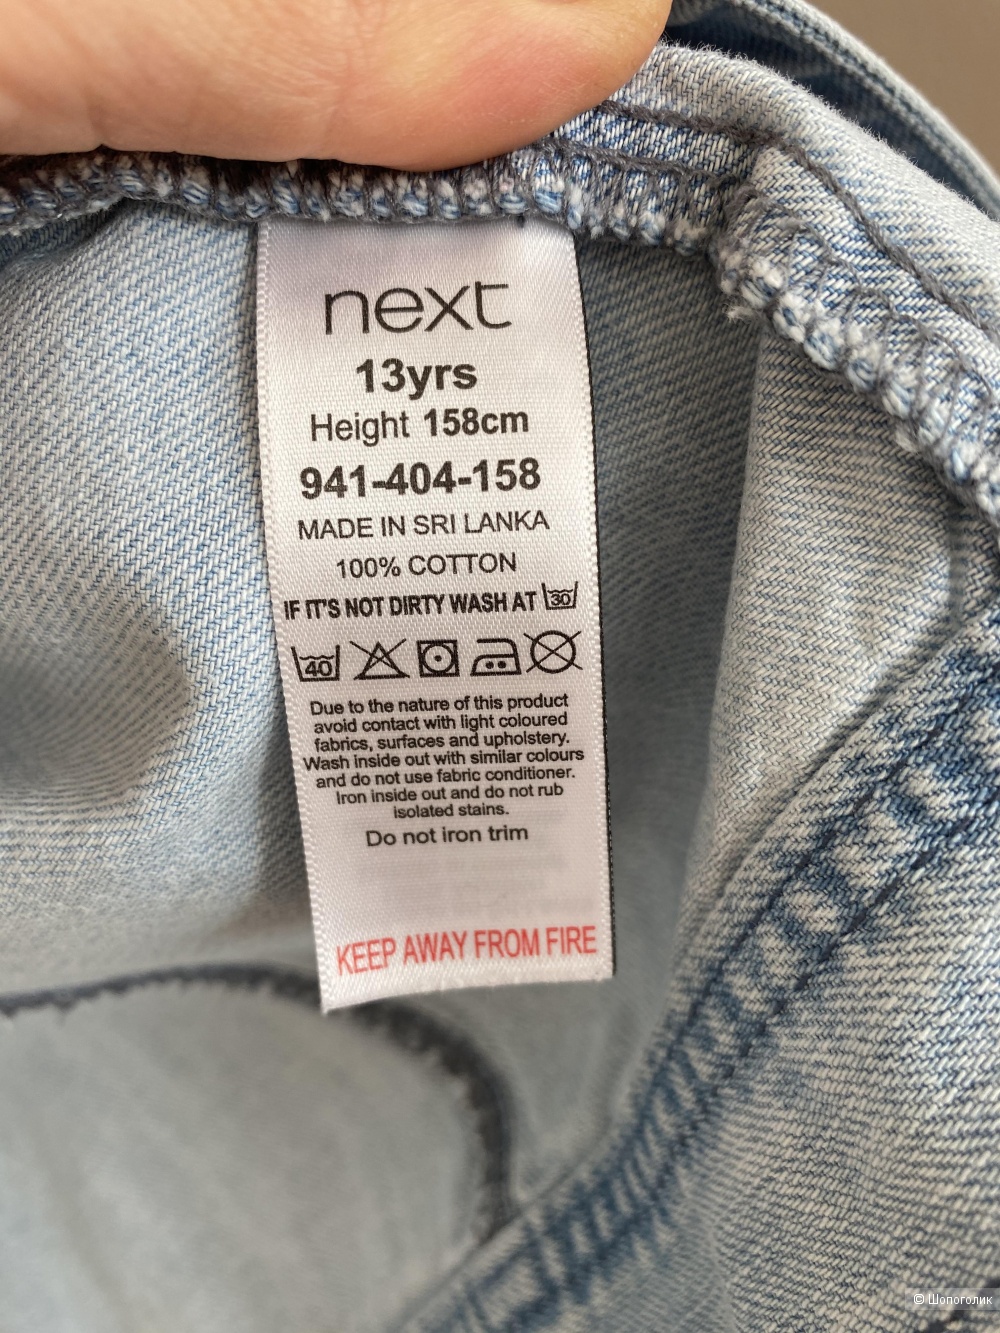 next
13yrs
Height 158cm
941-404-158
MADE IN SRI LANKA
100% COTTON
IF IT'S NOT DIRTY WASH AT 30
40
Due to the nature of this product
avoid contact with light coloured
fabrics, surfaces and upholstery.
Wash inside out with similar colours
and do not use fabric conditioner.
Iron inside out and do not rub
isolated stains.
Do not iron trim
KEEP AWAY FROM FIRE
© Шопоголик